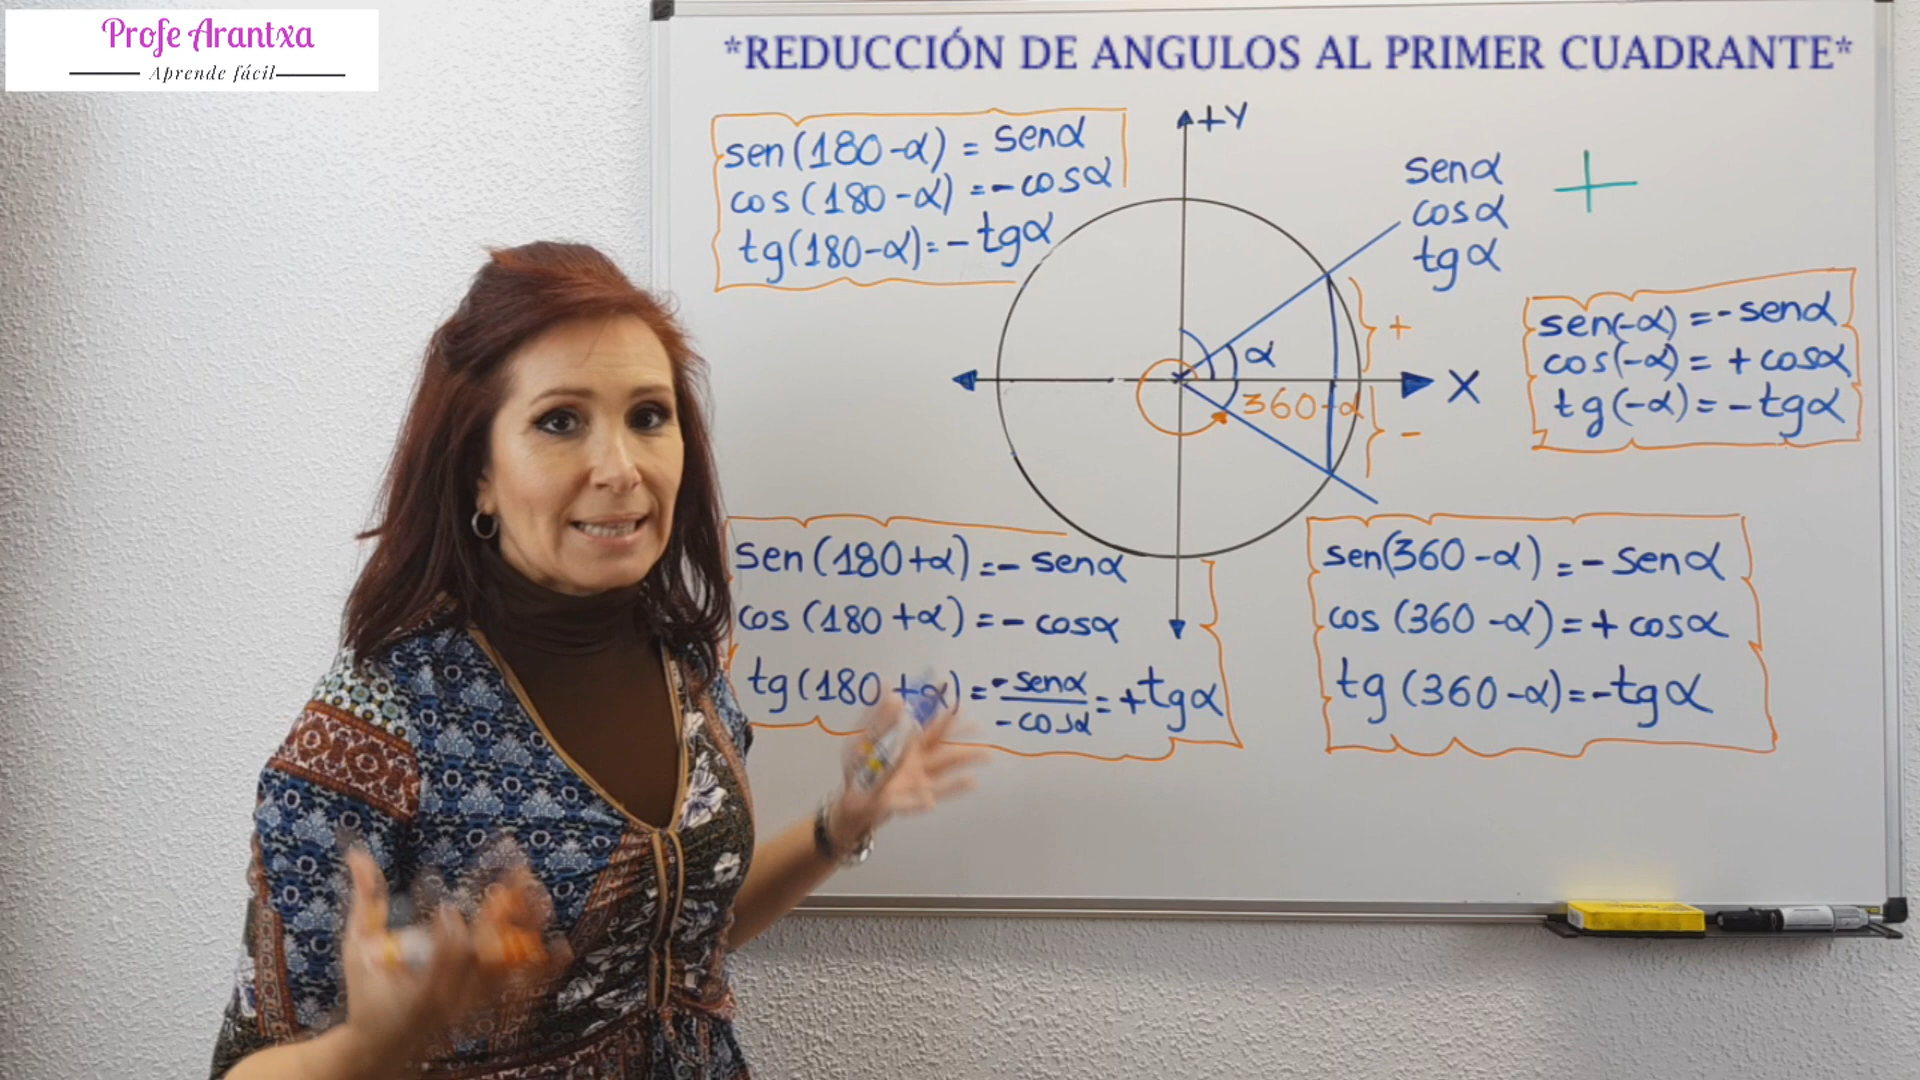 Profe Arantxa
Aprende fácil
*REDUCCIÓN DE ANGULOS AL PRIMER CUADRANTE*
sen(180-α) = senα
cos(180-α) = -cosα
tg(180-α)=-tgα
+Y
senα
cosα
tgα
+
+
α
X
360-α
-
sen(-α) = -senα
cos(-α) = +cosα
tg(-α) = -tgα
sen(180+α)=- senα
cos(180+α)=- cosα
tg(180+α)=-senα/-cosα=+tgα
sen(360-α)=- senα
cos(360-α)=+ cosα
tg(360-α)=-tgα